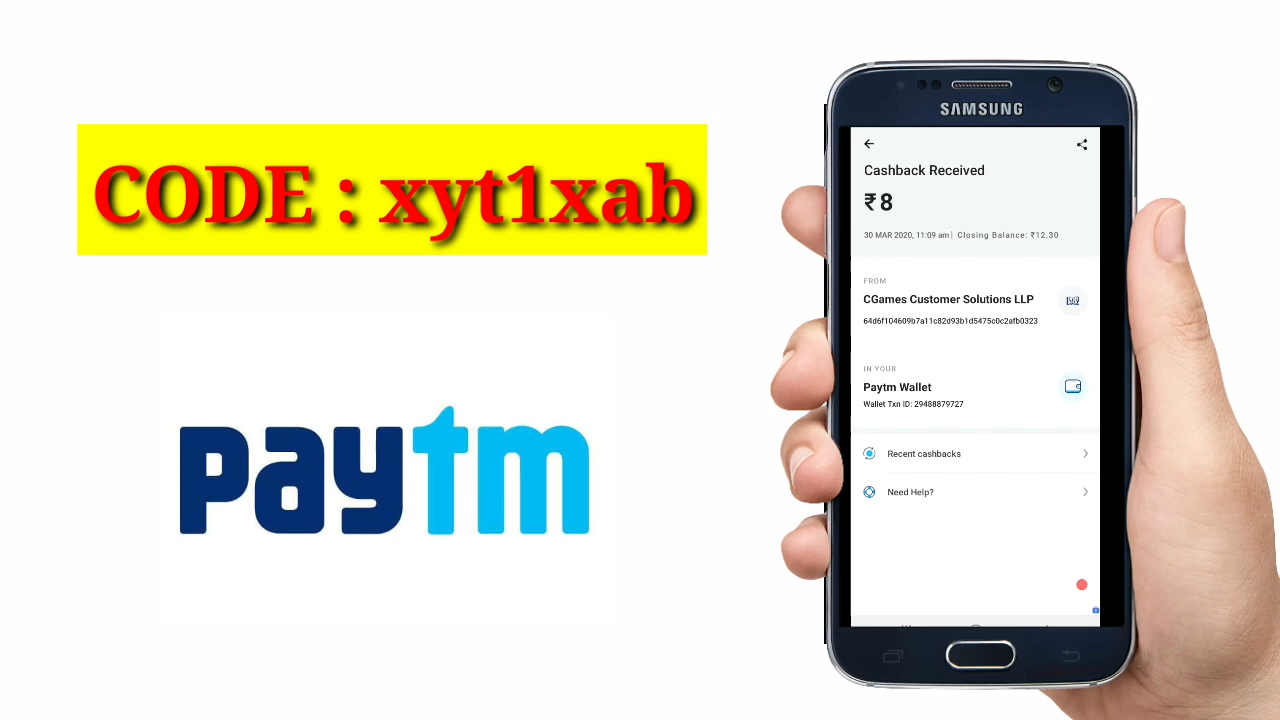 CODE : xyt1xab
paytm
SAMSUNG
Cashback Received
₹8
30 MAR 2020, 11:09 am | Closing Balance: ₹12.30
FROM
CGames Customer Solutions LLP
64d6f104609b7a11c82d93b1d5475c0c2afb0323
IN YOUR
Paytm Wallet
Wallet Txn ID: 29488879727
Recent cashbacks
Need Help?